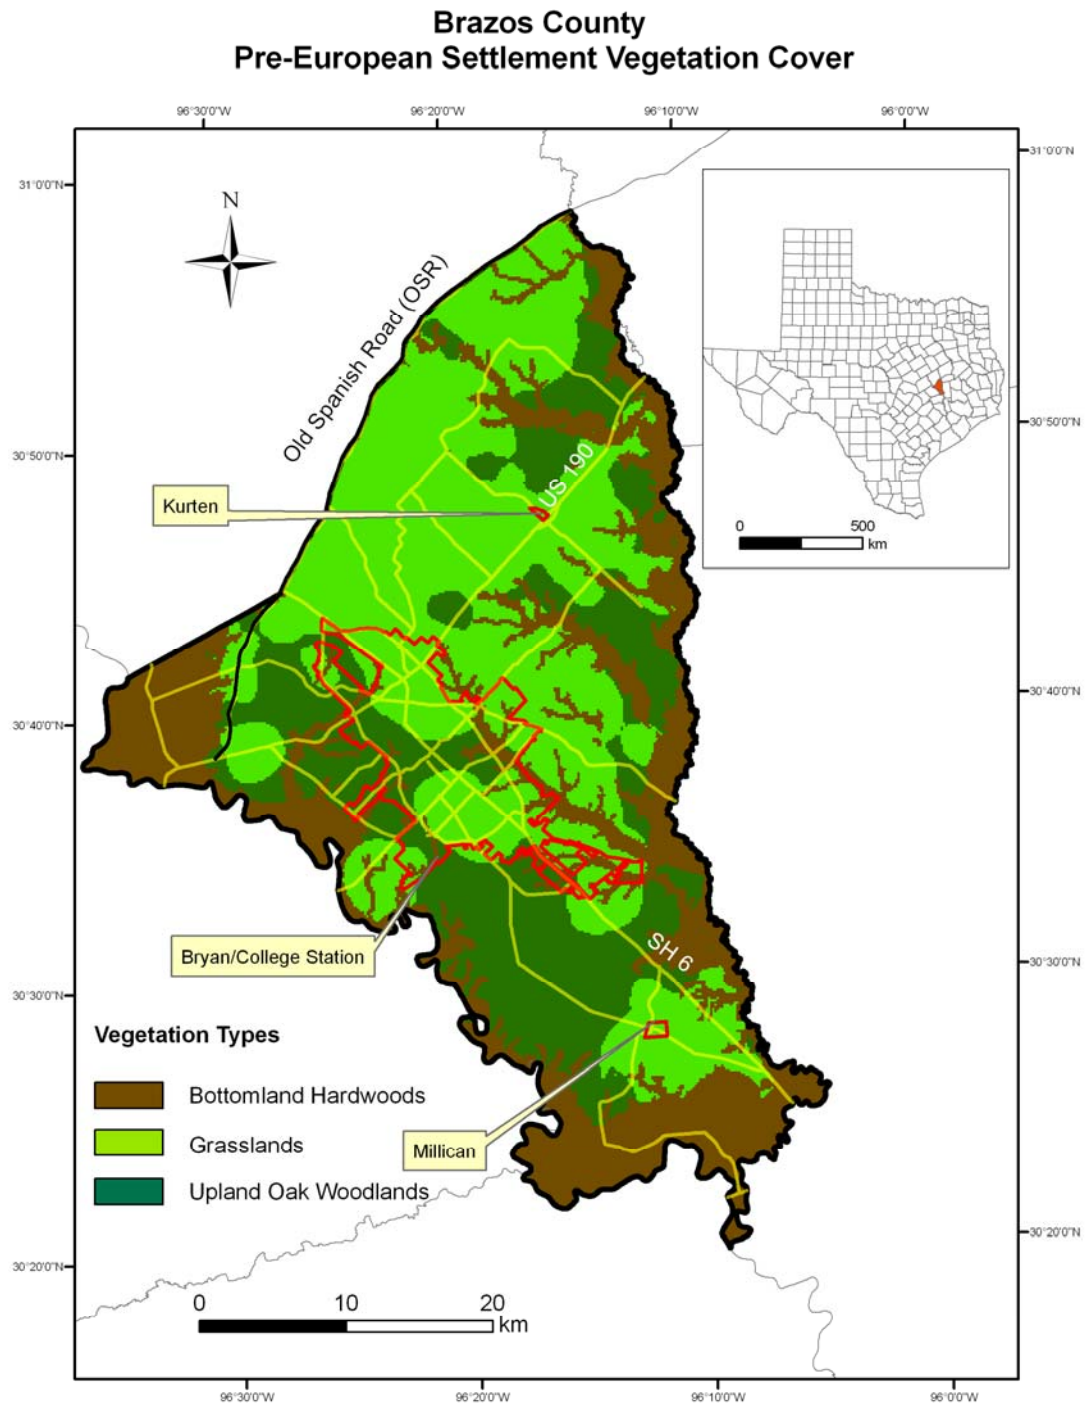 Brazos County
Pre-European Settlement Vegetation Cover
96°30'0"W
96°20'0"W
96°10'0"W
96°0'0"W
31°0'0"N
31°0'0"N
N
Old Spanish Road (OSR)
0
500
km
30°50'0"N
30°50'0"N
US 190
Kurten
30°40'0"N
30°40'0"N
Bryan/College Station
SH 6
30°30'0"N
30°30'0"N
Vegetation Types
Bottomland Hardwoods
Grasslands
Upland Oak Woodlands
Millican
30°20'0"N
30°20'0"N
0
10
20
km
96°30'0"W
96°20'0"W
96°10'0"W
96°0'0"W